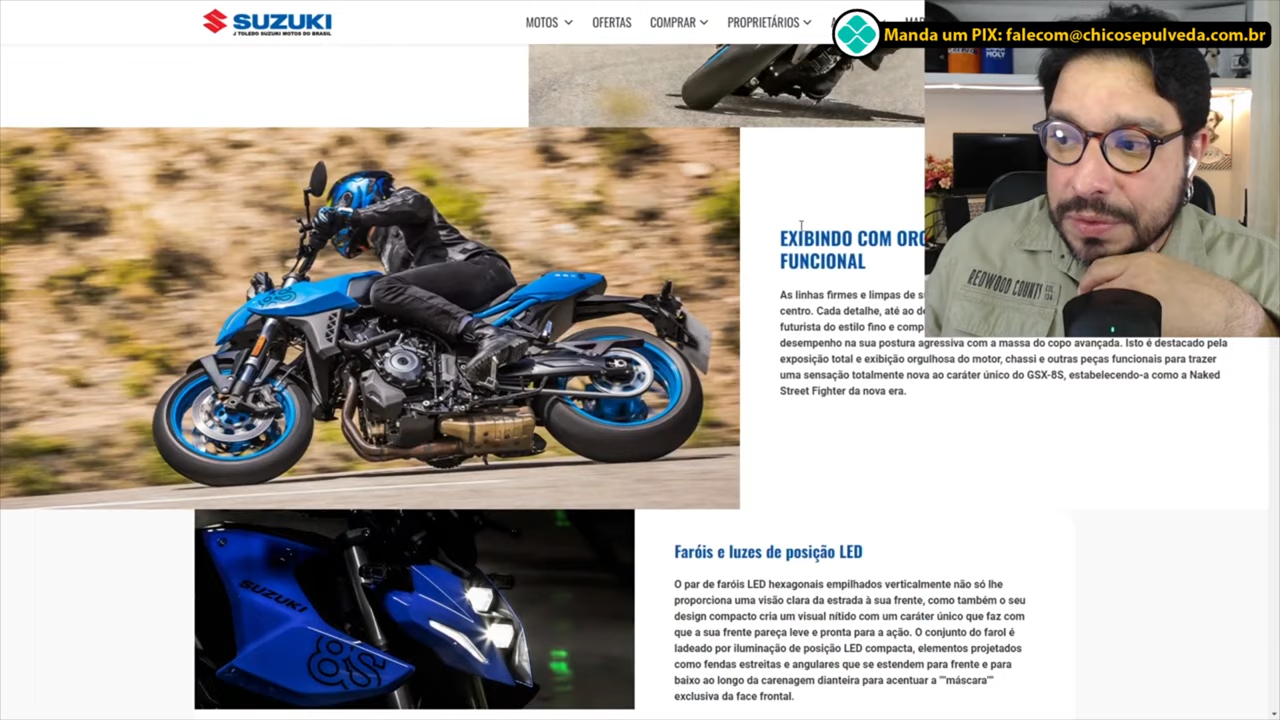 SUZUKI
J TOLEDO SUZUKI MOTOS DO BRASIL
MOTOS OFERTAS COMPRAR PROPRIETÁRIOS
Manda um PIX: falecom@chicosepulveda.com.br
MOLY
REDWOOD COUNTY
EXIBINDO COM ORG
FUNCIONAL
As linhas firmes e limpas de
centro. Cada detalhe, até ao
futurista do estilo fino e
desempenho na sua postura agressiva com a massa do copo avançada. Isto é destacado pela
exposição total e exibição orgulhosa do motor, chassi e outras peças funcionais para trazer
uma sensação totalmente nova ao caráter único do GSX-8S, estabelecendo-a como a Naked
Street Fighter da nova era.
SUZUKI
8S
Faróis e luzes de posição LED
O par de faróis LED hexagonais empilhados verticalmente não só lhe
proporciona uma visão clara da estrada à sua frente, como também o seu
design compacto cria um visual nítido com um caráter único que faz com
que a sua frente pareça leve e pronta para a ação. O conjunto do farol é
ladeado por iluminação de posição LED compacta, elementos projetados
como fendas estreitas e angulares que se estendem para frente e para
baixo ao longo da carenagem dianteira para acentuar a ""máscara""
exclusiva da face frontal.